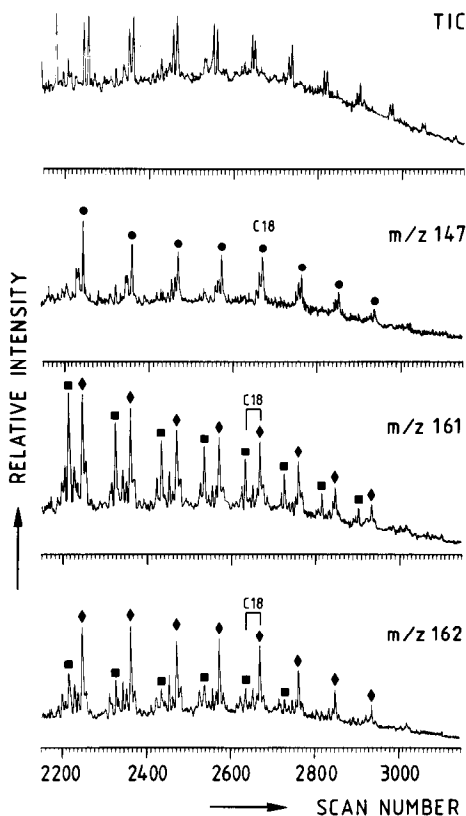 TIC
m/z 147
C18
m/z 161
C18
m/z 162
C18
RELATIVE INTENSITY
2200 2400 2600 2800 3000
SCAN NUMBER